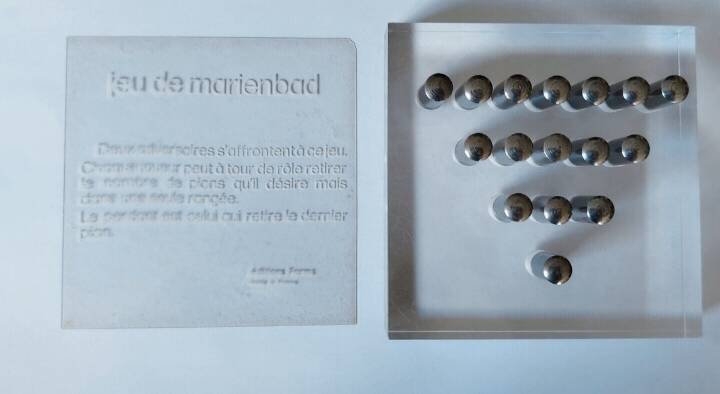 jeu de marienbad
Deux adversaires s'affrontent à ce jeu.
Chaque joueur peut à tour de rôle retirer
le nombre de pions qu'il désire mais
dans une seule rangée.
Le perdant est celui qui retire le dernier
pion.
éditions Forma